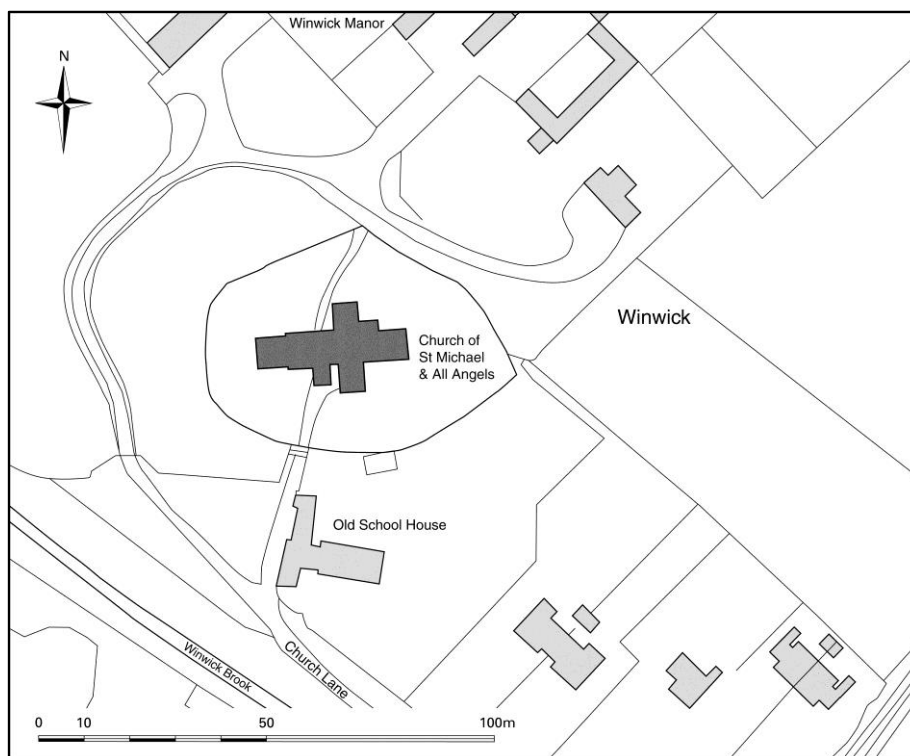 Winwick Manor
N
Winwick
Church of
St Michael
& All Angels
Old School House
Winwick Brook
Church Lane
0 10 50 100m